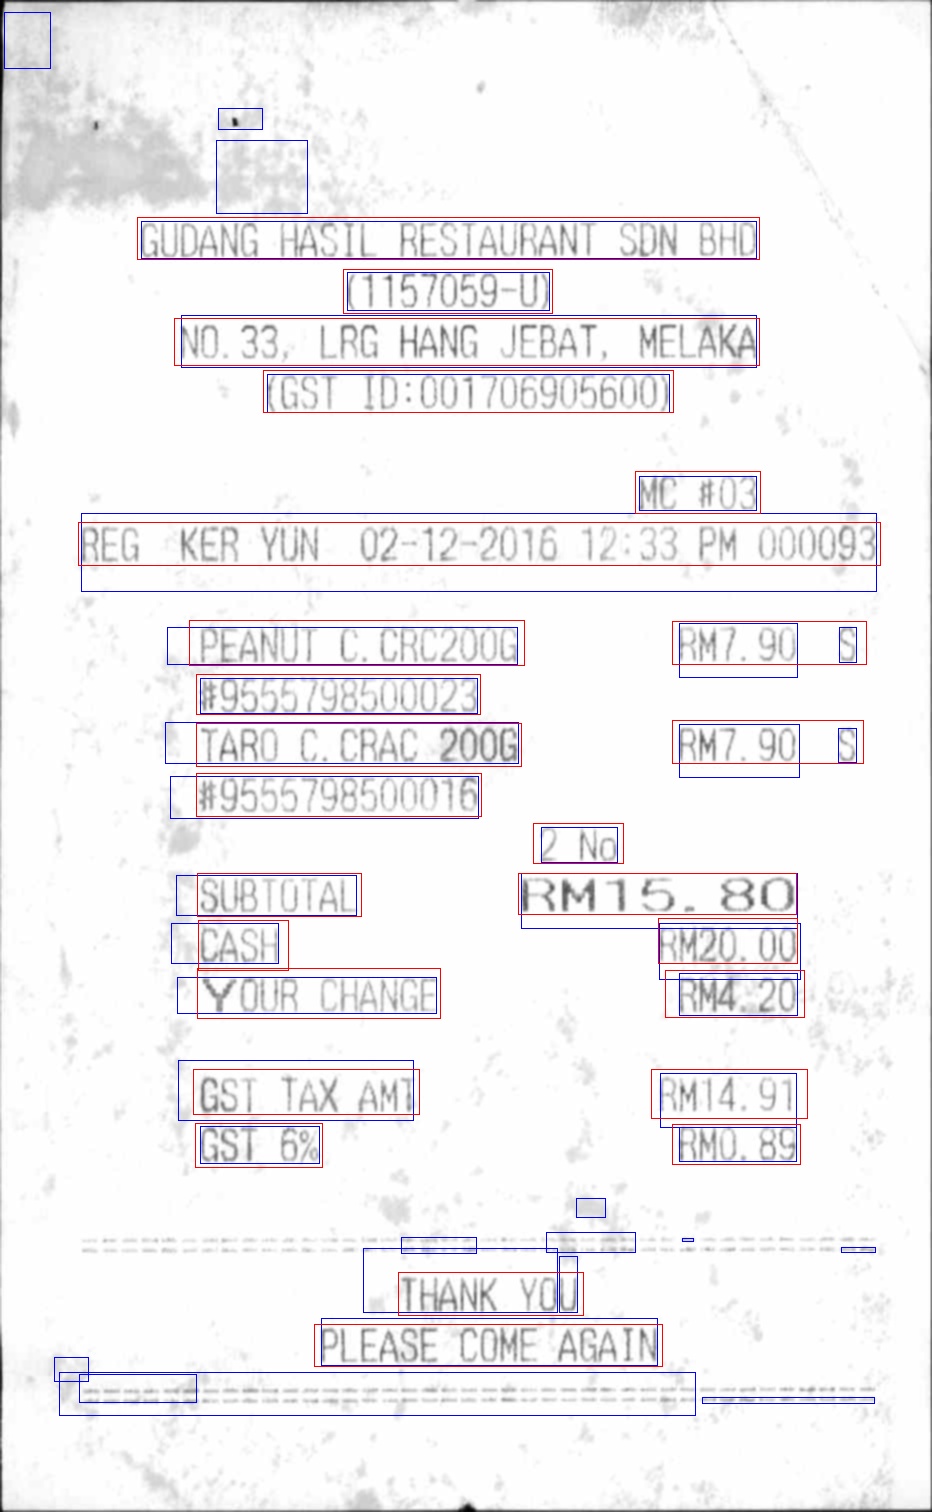 GUDANG HASIL RESTAURANT SDN BHD
(1157059-U)
NO.33, LRG HANG JEBAT, MELAKA
(GST ID:001706905600)
MC #03
REG KER YUN 02-12-2016 12:33 PM 000093
PEANUT C.CRC200G RM7.90 S
#9555798500023
TARO C.CRAC 200G RM7.90 S
#9555798500016
2 No
SUBTOTAL RM15.80
CASH RM20.00
YOUR CHANGE RM4.20
GST TAX AMT RM14.91
GST 6% RM0.89
THANK YOU
PLEASE COME AGAIN